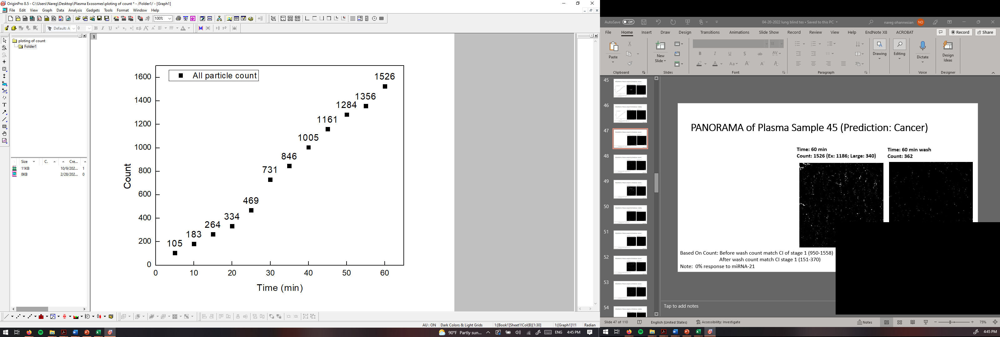 OriginPro 8.5 - C:\Users\Nareg\Desktop\Plasma Exosomes\ploting of count * - /Folder1/ - [Graph1]
File Edit View Graph Data Analysis Gadgets Tools Format Window Help
100%
Default: A 0 B I U
ploting of count
Folder1
Size C. Cre...
11KB 10/9/202... 1
8KB 2/28/202... 0
1
All particle count
1600
1400
1200
1000
800
600
400
200
0
Count
105
183
264
334
469
731
846
1005
1161
1284
1356
1526
0 10 20 30 40 50 60
Time (min)
AU : ON Dark Colors & Light Grids 1:[Book1]Sheet1!Col(B)[1:30] 1:[Graph1]1!1 Radian
90°F Partly sun... ENG 4:45 PM
AutoSave Off 04-20-2022 lung blind tes • Saved to this PC nareg ohannesian NO
File Home Insert Draw Design Transitions Animations Slide Show Record Review View Help EndNote X8 ACROBAT Record Share
Paste New Slide 18 Drawing Editing Dictate Design Ideas
B I U S ab AV
Aa A A
Clipboard Slides Font Paragraph Voice Designer
45
46
47
48
49
50
51
52
53
54
PANORAMA of Plasma Sample 45 (Prediction: Cancer)
Time: 60 min
Count: 1526 (Ex: 1186; Large: 340)
Time: 60 min wash
Count: 362
Based On Count: Before wash count match CI of stage 1 (950-1558)
After wash count match CI stage 1 (151-370)
Note: 0% response to miRNA-21
Tap to add notes
Slide 47 of 110 English (United States) Accessibility: Investigate Notes 75%
4:45 PM